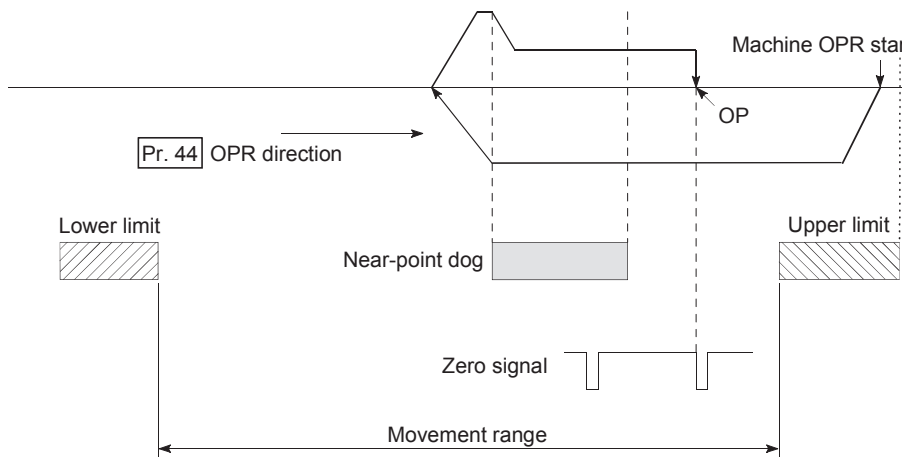 Machine OPR star
OP
Pr. 44 OPR direction
Lower limit
Upper limit
Near-point dog
Zero signal
Movement range